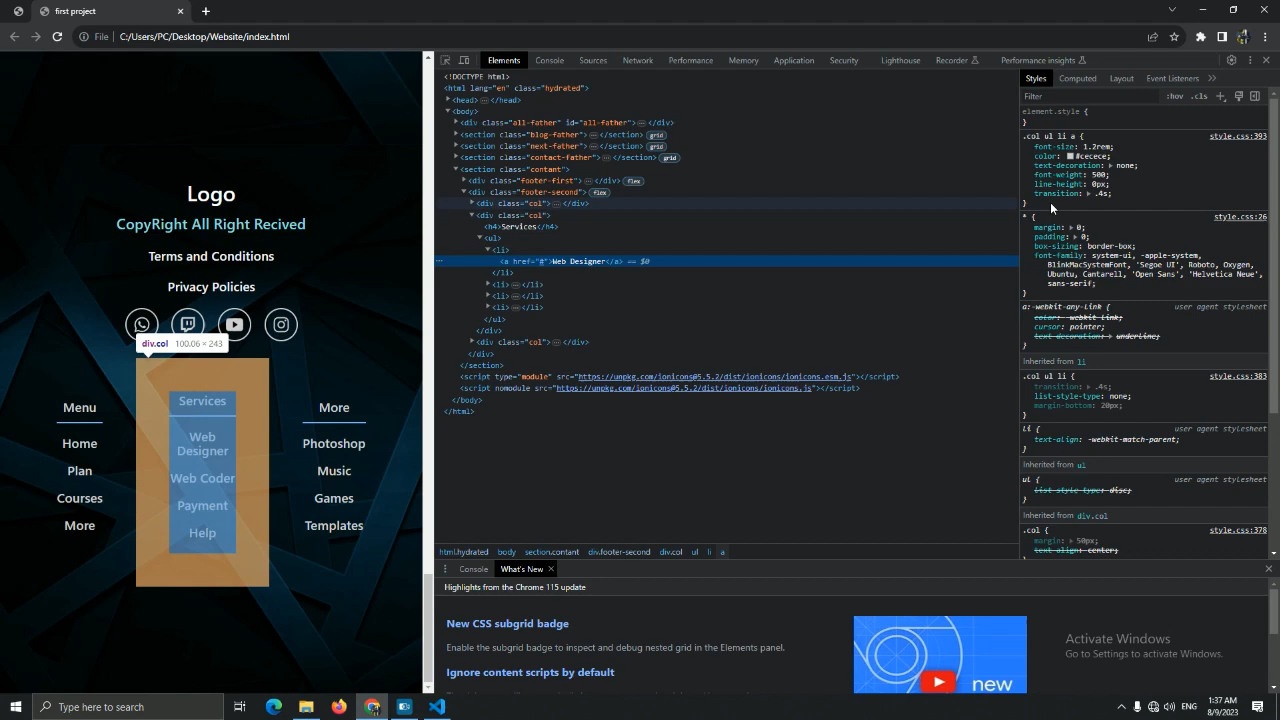 first project
File
C:/Users/PC/Desktop/Website/index.html
Logo
CopyRight All Right Recived
Terms and Conditions
Privacy Policies
div.col 100.06 × 243
Menu
Home
Plan
Courses
More
Services
Web
Designer
Web Coder
Payment
Help
More
Photoshop
Music
Games
Templates
Elements Console Sources Network Performance Memory Application Security Lighthouse Recorder Performance insights
<!DOCTYPE html>
<html lang="en" class="hydrated">
<head> </head>
<body>
<div class="all-father" id="all-father"> </div>
<section class="blog-father"> </section> grid
<section class="next-father"> </section> grid
<section class="contact-father"> </section> grid
<section class="contant">
<div class="footer-first"> </div> flex
<div class="footer-second"> flex
<div class="col"> </div>
<div class="col">
<h4>Services</h4>
<ul>
<li>
<a href="#">Web Designer</a> == $0
</li>
<li> </li>
<li> </li>
<li> </li>
</ul>
</div>
<div class="col"> </div>
</div>
</section>
<script type="module" src="https://unpkg.com/ionicons@5.5.2/dist/ionicons/ionicons.esm.js"></script>
<script nomodule src="https://unpkg.com/ionicons@5.5.2/dist/ionicons/ionicons.js"></script>
</body>
</html>
html.hydrated body section.contant div.footer-second div.col ul li a
Styles Computed Layout Event Listeners
Filter
:hov .cls
element.style {
}
.col ul li a { style.css:393
font-size: 1.2rem;
color: #cecece;
text-decoration: none;
font-weight: 500;
line-height: 0px;
transition: .4s;
}
* { style.css:26
margin: 0;
padding: 0;
box-sizing: border-box;
font-family: system-ui, -apple-system,
BlinkMacSystemFont, 'Segoe UI', Roboto, Oxygen,
Ubuntu, Cantarell, 'Open Sans', 'Helvetica Neue',
sans-serif;
}
a:-webkit-any-link { user agent stylesheet
color: -webkit-link;
cursor: pointer;
text-decoration: underline;
}
Inherited from li
.col ul li { style.css:383
transition: .4s;
list-style-type: none;
margin-bottom: 20px;
}
li { user agent stylesheet
text-align: -webkit-match-parent;
}
Inherited from ul
ul { user agent stylesheet
list-style-type: disc;
}
Inherited from div.col
.col { style.css:378
margin: 50px;
text-align: center;
Console What's New
Highlights from the Chrome 115 update
New CSS subgrid badge
Enable the subgrid badge to inspect and debug nested grid in the Elements panel.
Ignore content scripts by default
new
Activate Windows
Go to Settings to activate Windows.
Type here to search
ENG
1:37 AM
8/9/2023